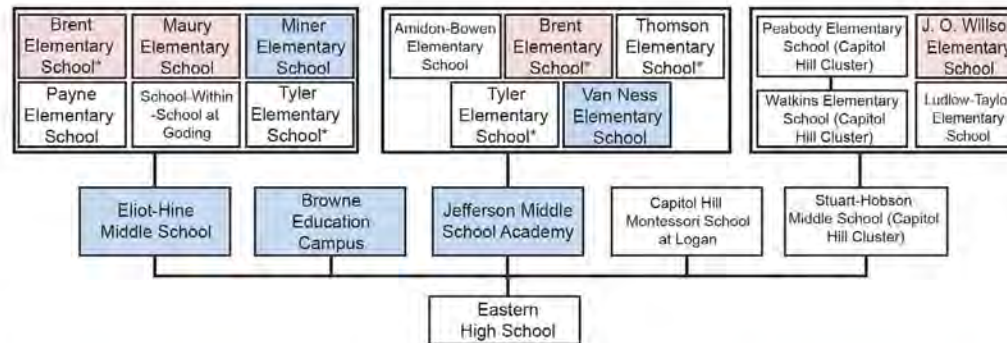 Brent
Elementary
School*
Maury
Elementary
School
Miner
Elementary
School
Payne
Elementary
School
School-Within
-School at
Goding
Tyler
Elementary
School*
Amidon-Bowen
Elementary
School
Brent
Elementary
School*
Thomson
Elementary
School*
Tyler
Elementary
School*
Van Ness
Elementary
School
Peabody Elementary
School (Capitol
Hill Cluster)
J. O. Willso
Elementary
School
Watkins Elementary
School (Capitol
Hill Cluster)
Ludlow-Taylo
Elementary
School
Eliot-Hine
Middle School
Browne
Education
Campus
Jefferson Middle
School Academy
Capitol Hill
Montessori School
at Logan
Stuart-Hobson
Middle School (Capitol
Hill Cluster)
Eastern
High School